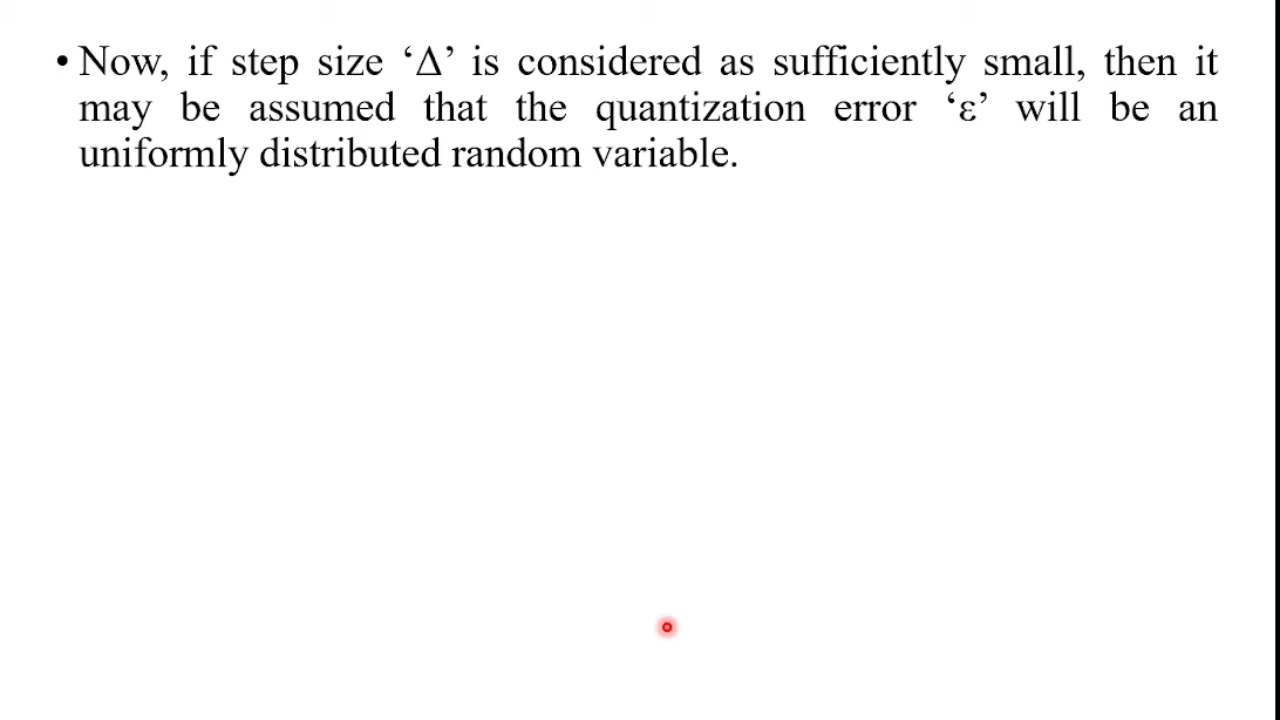 • Now, if step size ‘Δ’ is considered as sufficiently small, then it
may be assumed that the quantization error ‘ε’ will be an
uniformly distributed random variable.